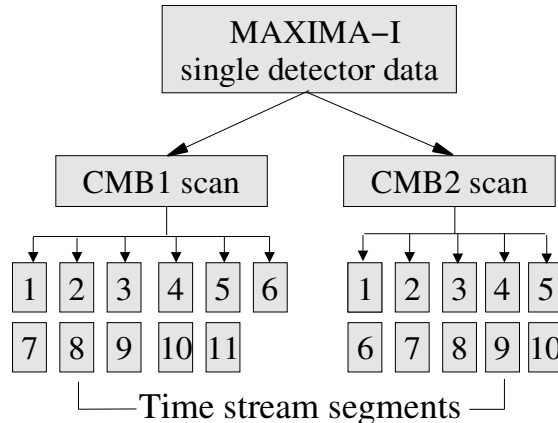 MAXIMA−I
single detector data
CMB1 scan CMB2 scan
1 2 3 4 5 6 1 2 3 4 5
7 8 9 10 11 6 7 8 9 10
Time stream segments